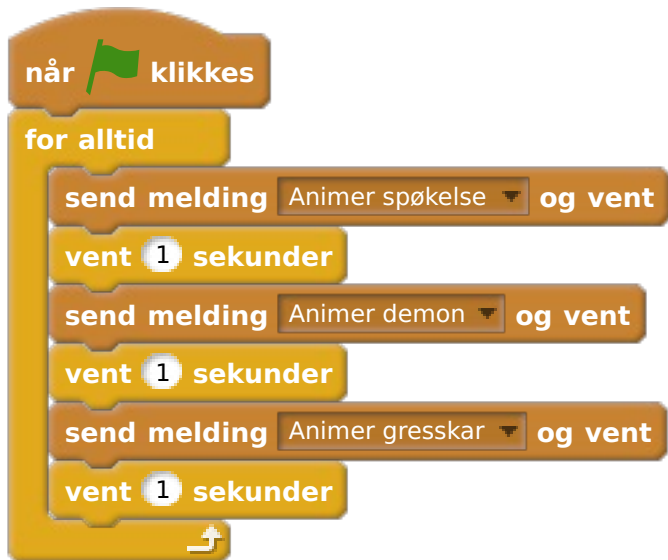 når klikkes
for alltid
send melding Animer spøkelse og vent
vent 1 sekunder
send melding Animer demon og vent
vent 1 sekunder
send melding Animer gresskar og vent
vent 1 sekunder